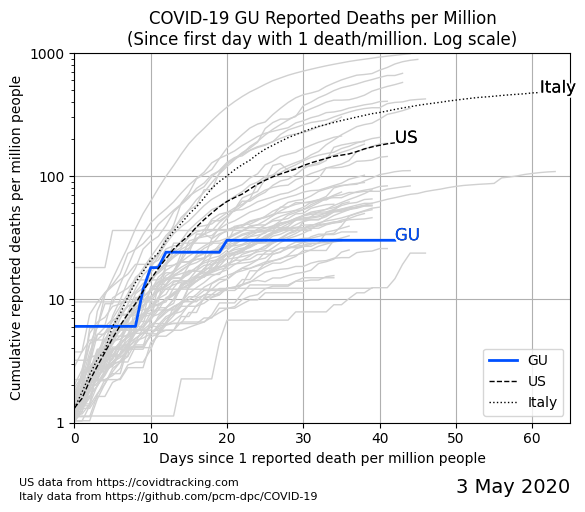 COVID-19 GU Reported Deaths per Million
(Since first day with 1 death/million. Log scale)
Cumulative reported deaths per million people
1000
100
10
1
Italy
US
GU
GU
US
Italy
0
10
20
30
40
50
60
Days since 1 reported death per million people
US data from https://covidtracking.com
Italy data from https://github.com/pcm-dpc/COVID-19
3 May 2020